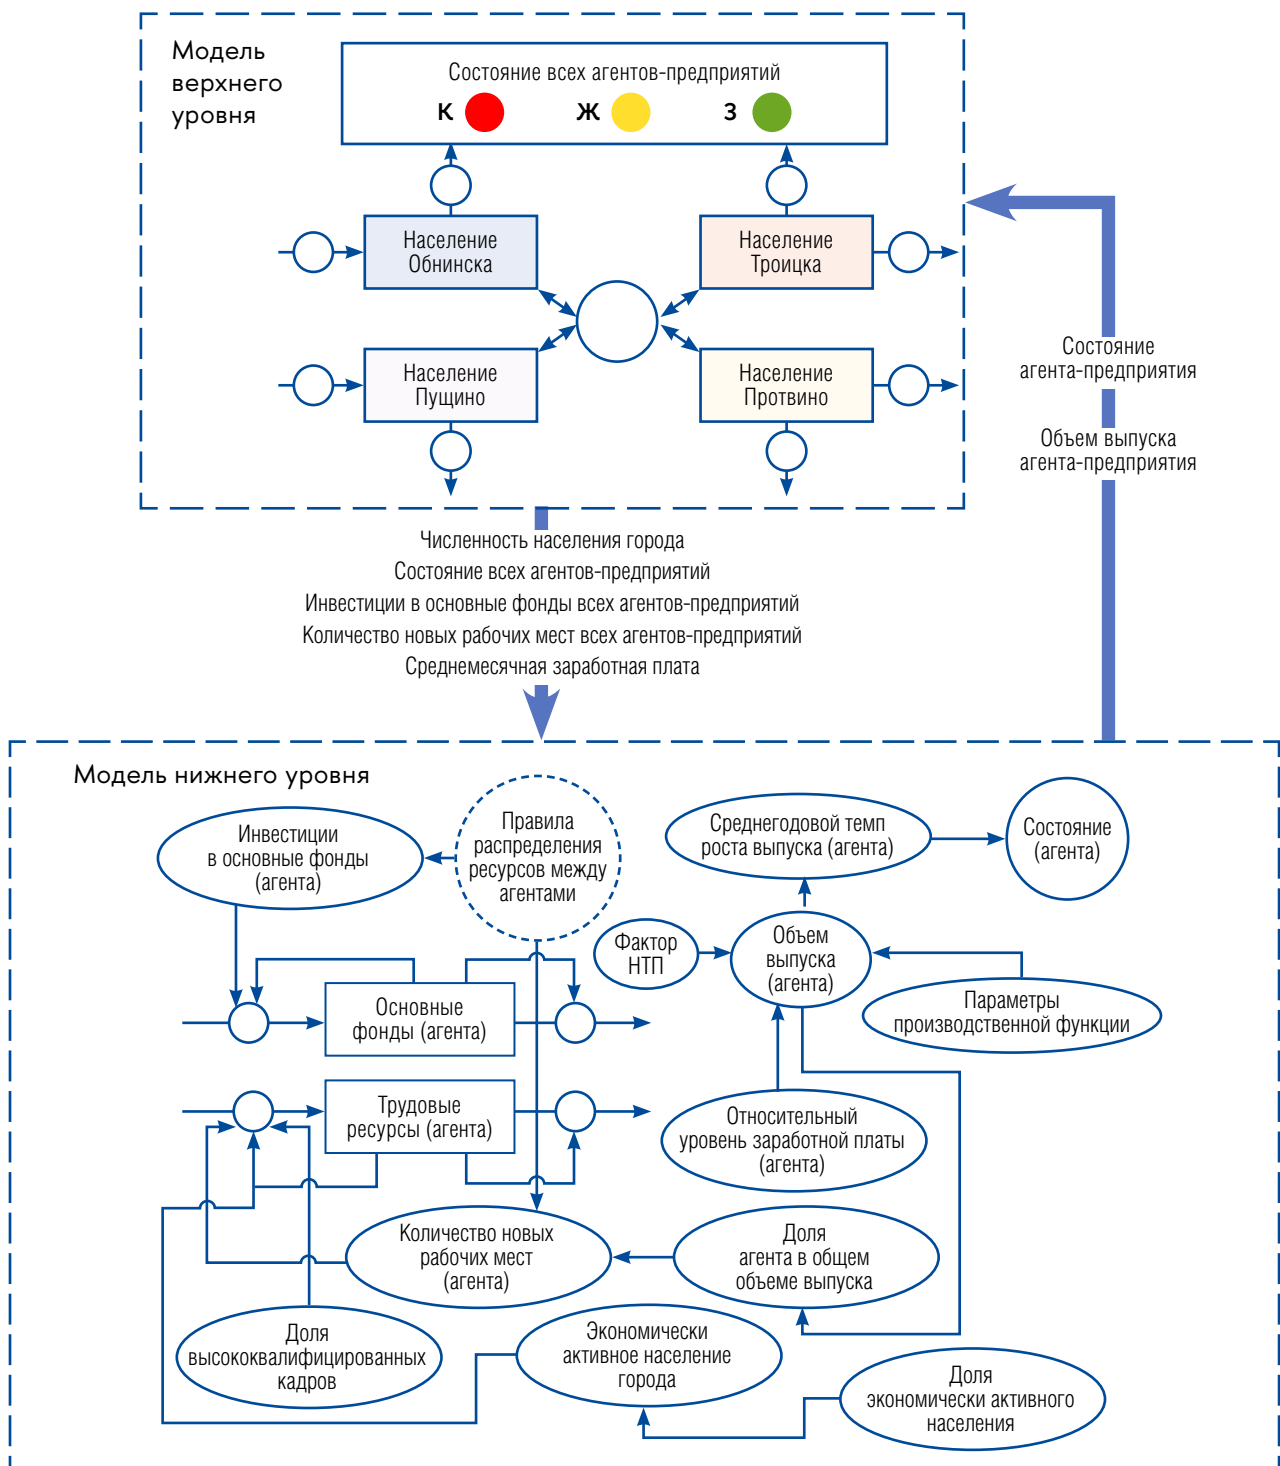 Модель
верхнего
уровня
Состояние всех агентов-предприятий
К Ж З
Население
Обнинска
Население
Троицка
Население
Пущино
Население
Протвино
Состояние
агента-предприятия
Объем выпуска
агента-предприятия
Численность населения города
Состояние всех агентов-предприятий
Инвестиции в основные фонды всех агентов-предприятий
Количество новых рабочих мест всех агентов-предприятий
Среднемесячная заработная плата
Модель нижнего уровня
Инвестиции
в основные фонды
(агента)
Правила
распределения
ресурсов между
агентами
Среднегодовой темп
роста выпуска (агента)
Состояние
(агента)
Фактор
НТП
Объем
выпуска
(агента)
Параметры
производственной функции
Основные
фонды (агента)
Трудовые
ресурсы (агента)
Относительный
уровень заработной платы
(агента)
Количество новых
рабочих мест
(агента)
Доля
агента в общем
объеме выпуска
Доля
высококвалифицированных
кадров
Экономически
активное население
города
Доля
экономически активного
населения